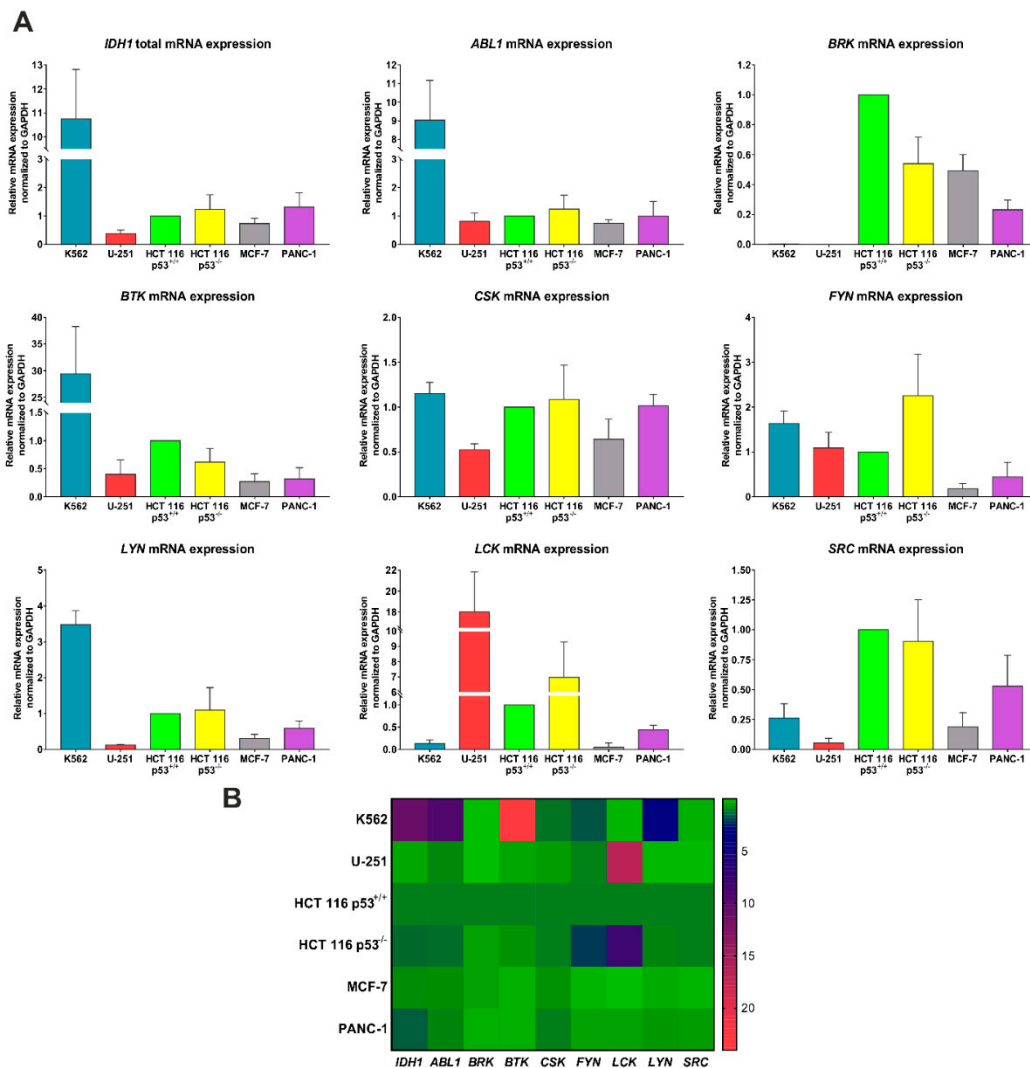 A
IDH1 total mRNA expression
Relative mRNA expression
normalized to GAPDH
13
12
11
10
3
2
1
0
K562
U-251
HCT 116
p53+/+
HCT 116
p53-/-
MCF-7
PANC-1
ABL1 mRNA expression
Relative mRNA expression
normalized to GAPDH
12
11
10
9
8
3
2
1
0
K562
U-251
HCT 116
p53+/+
HCT 116
p53-/-
MCF-7
PANC-1
BRK mRNA expression
Relative mRNA expression
normalized to GAPDH
1.2
1.0
0.8
0.6
0.4
0.2
0.0
K562
U-251
HCT 116
p53+/+
HCT 116
p53-/-
MCF-7
PANC-1
BTK mRNA expression
Relative mRNA expression
normalized to GAPDH
40
35
30
25
1.5
1.0
0.5
0.0
K562
U-251
HCT 116
p53+/+
HCT 116
p53-/-
MCF-7
PANC-1
CSK mRNA expression
Relative mRNA expression
normalized to GAPDH
2.0
1.5
1.0
0.5
0.0
K562
U-251
HCT 116
p53+/+
HCT 116
p53-/-
MCF-7
PANC-1
FYN mRNA expression
Relative mRNA expression
normalized to GAPDH
4
3
2
1
0
K562
U-251
HCT 116
p53+/+
HCT 116
p53-/-
MCF-7
PANC-1
LYN mRNA expression
Relative mRNA expression
normalized to GAPDH
5
4
3
2
1
0
K562
U-251
HCT 116
p53+/+
HCT 116
p53-/-
MCF-7
PANC-1
LCK mRNA expression
Relative mRNA expression
normalized to GAPDH
22
18
10
9
8
7
6
1.0
0.5
0.0
K562
U-251
HCT 116
p53+/+
HCT 116
p53-/-
MCF-7
PANC-1
SRC mRNA expression
Relative mRNA expression
normalized to GAPDH
1.50
1.25
1.00
0.75
0.50
0.25
0.00
K562
U-251
HCT 116
p53+/+
HCT 116
p53-/-
MCF-7
PANC-1
B
K562
U-251
HCT 116 p53+/+
HCT 116 p53-/-
MCF-7
PANC-1
IDH1 ABL1 BRK BTK CSK FYN LCK LYN SRC
5
10
15
20